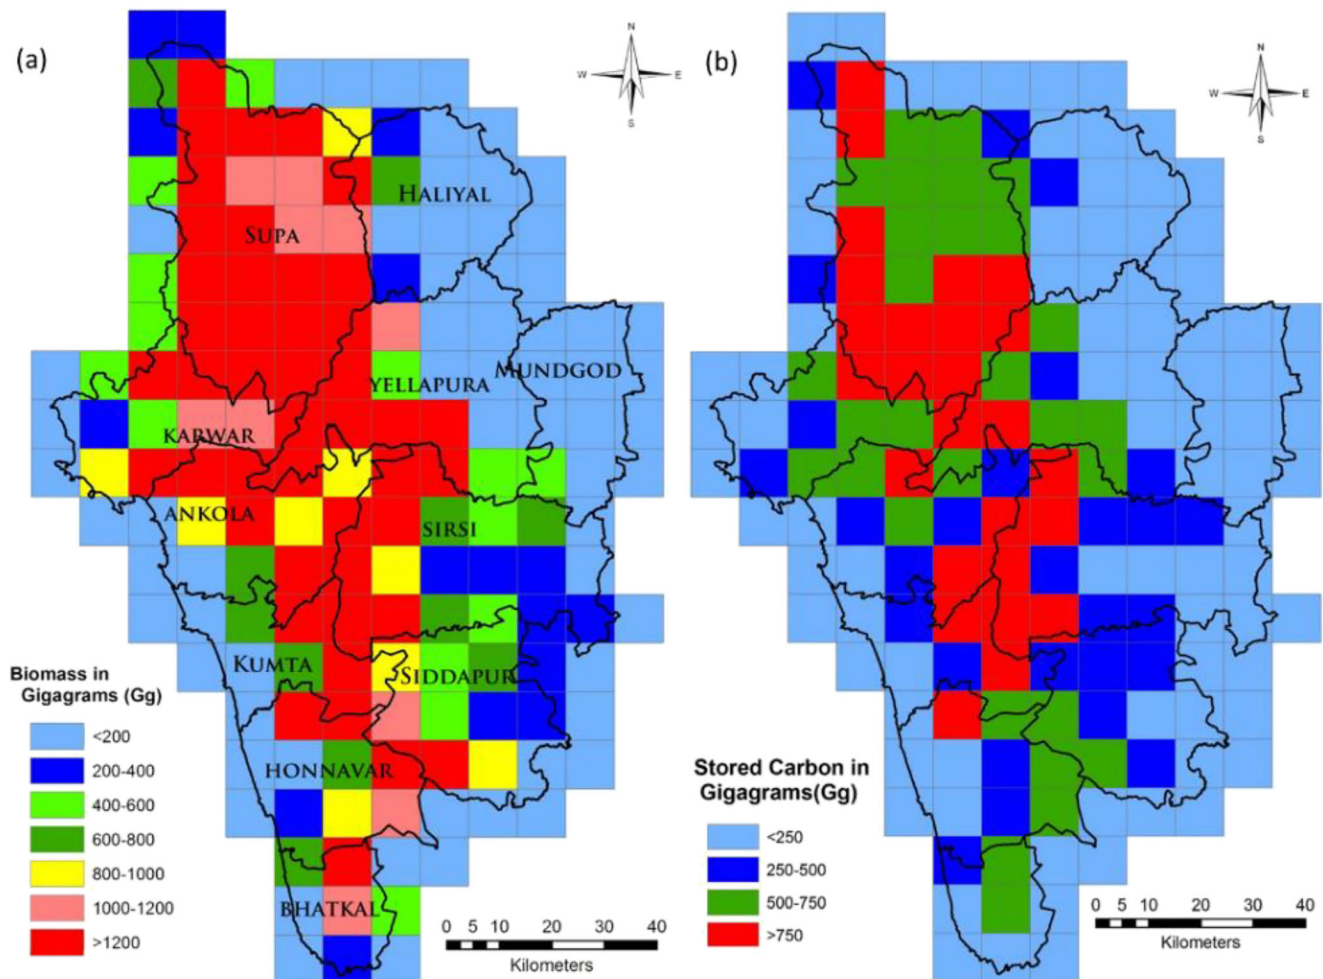 (a)
N
W
E
S
HALIYAL
SUPA
YELLAPURA
MUNDGOD
KARWAR
ANKOLA
SIRSI
KUMTA
SIDDAPUR
HONNAVAR
BHATKAL
Biomass in
Gigagrams (Gg)
<200
200-400
400-600
600-800
800-1000
1000-1200
>1200
0 5 10 20 30 40
Kilometers
(b)
N
W
E
S
Stored Carbon in
Gigagrams(Gg)
<250
250-500
500-750
>750
0 5 10 20 30 40
Kilometers